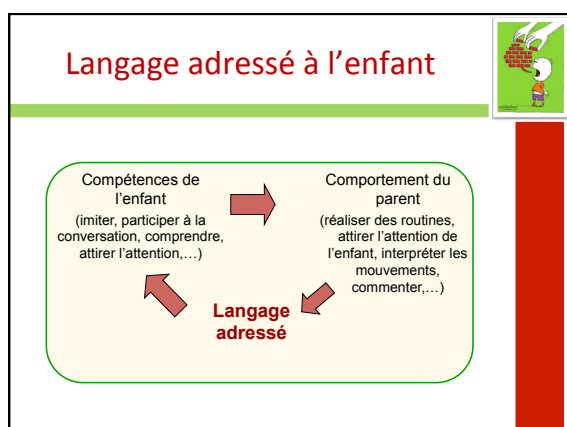 Langage adressé à l'enfant
Compétences de
l'enfant
(imiter, participer à la
conversation, comprendre,
attirer l'attention,…)
Comportement du
parent
(réaliser des routines,
attirer l'attention de
l'enfant, interpréter les
mouvements,
commenter,…)
Langage
adressé